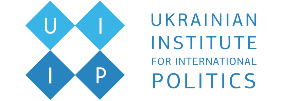 U I
I P
UKRAINIAN
INSTITUTE
FOR INTERNATIONAL
POLITICS